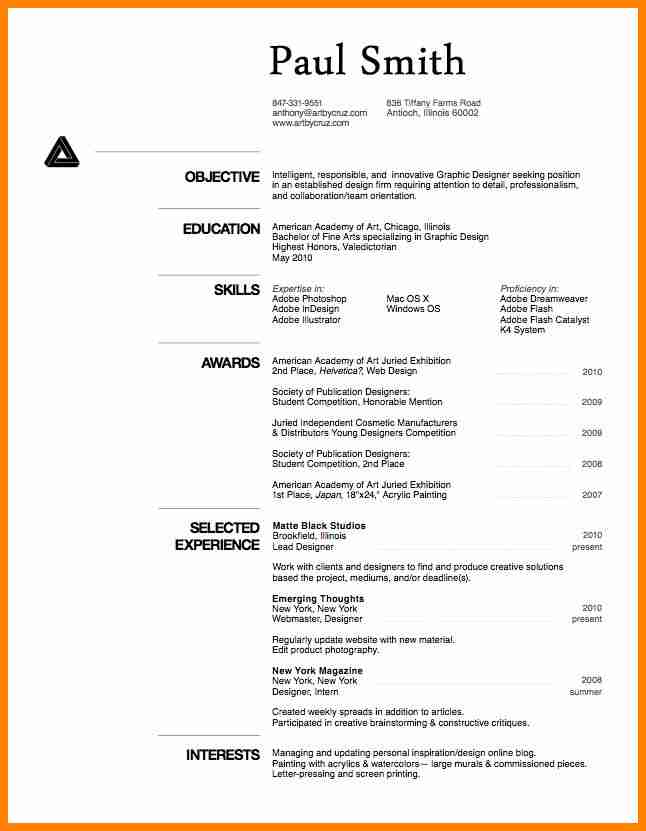 Paul Smith
847-331-9551
anthony@artbycruz.com
www.artbycruz.com
836 Tiffany Farms Road
Antioch, Illinois 60002
OBJECTIVE
Intelligent, responsible, and innovative Graphic Designer seeking position
in an established design firm requiring attention to detail, professionalism,
and collaboration/team orientation.
EDUCATION
American Academy of Art, Chicago, Illinois
Bachelor of Fine Arts specializing in Graphic Design
Highest Honors, Valedictorian
May 2010
SKILLS
Expertise in:
Adobe Photoshop
Adobe InDesign
Adobe Illustrator
Mac OS X
Windows OS
Proficiency in:
Adobe Dreamweaver
Adobe Flash
Adobe Flash Catalyst
K4 System
AWARDS
American Academy of Art Juried Exhibition
2nd Place, Helvetica?, Web Design 2010
Society of Publication Designers:
Student Competition, Honorable Mention 2009
Juried Independent Cosmetic Manufacturers
& Distributors Young Designers Competition 2009
Society of Publication Designers:
Student Competition, 2nd Place 2008
American Academy of Art Juried Exhibition
1st Place, Japan, 18"x24," Acrylic Painting 2007
SELECTED
EXPERIENCE
Matte Black Studios
Brookfield, Illinois 2010
Lead Designer present
Work with clients and designers to find and produce creative solutions
based the project, mediums, and/or deadline(s).
Emerging Thoughts
New York, New York 2010
Webmaster, Designer present
Regularly update website with new material.
Edit product photography.
New York Magazine
New York, New York 2008
Designer, Intern summer
Created weekly spreads in addition to articles.
Participated in creative brainstorming & constructive critiques.
INTERESTS
Managing and updating personal inspiration/design online blog.
Painting with acrylics & watercolors— large murals & commissioned pieces.
Letter-pressing and screen printing.